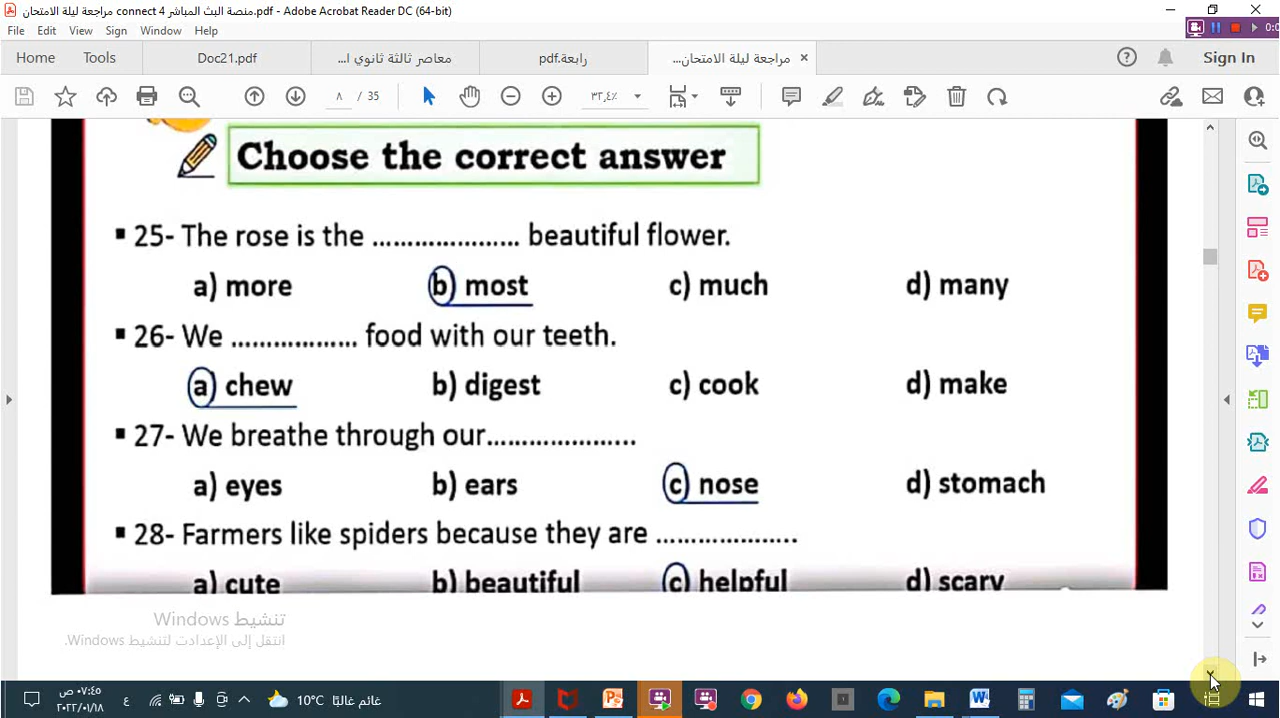 منصة البث المباشر connect 4 مراجعة ليلة الامتحان.pdf - Adobe Acrobat Reader DC (64-bit)
File Edit View Sign Window Help
Home Tools Doc21.pdf معاصر ثالثة ثانوي ا... رابعة.pdf مراجعة ليلة الامتحان... × Sign In
٨ / 35 ٣٣,٤٪
Choose the correct answer
▪ 25- The rose is the ………………… beautiful flower.
a) more b) most c) much d) many
▪ 26- We ……………… food with our teeth.
a) chew b) digest c) cook d) make
▪ 27- We breathe through our………………...
a) eyes b) ears c) nose d) stomach
▪ 28- Farmers like spiders because they are ………………..
a) cute b) beautiful c) helpful d) scary
تنشيط Windows
انتقل إلى الإعدادت لتنشيط Windows.
٠٧:٤٥ ص
٢٠٢٢/٠١/١٨
ع
10°C غائم غالبًا